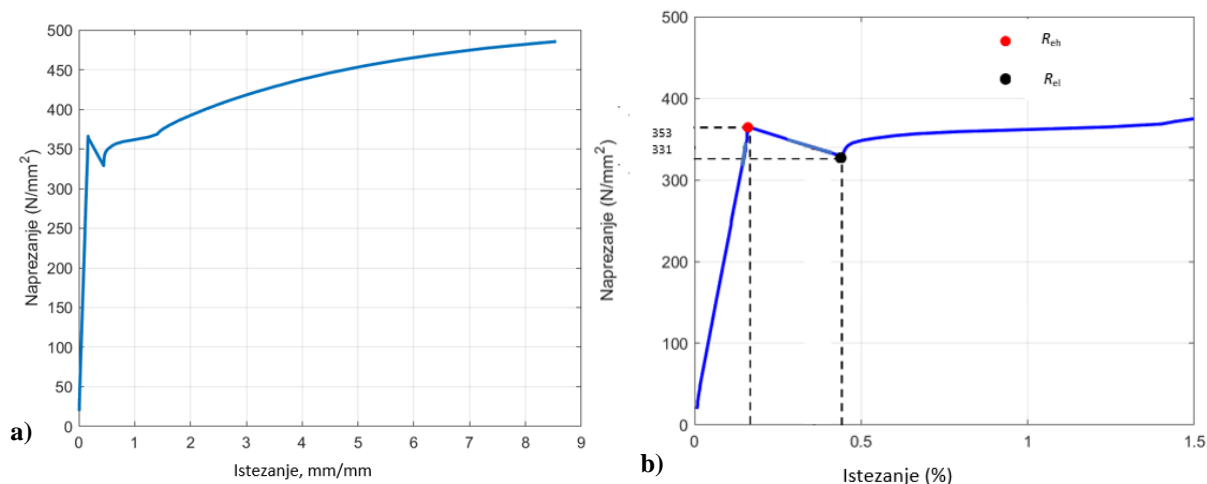 500
450
400
350
300
250
200
150
100
50
0
0 1 2 3 4 5 6 7 8 9
Naprezanje (N/mm²)
Istezanje, mm/mm
a)
500
400
353
331
300
200
100
0
0 0.5 1 1.5
Naprezanje (N/mm²)
Istezanje (%)
Reh
Rel
b)